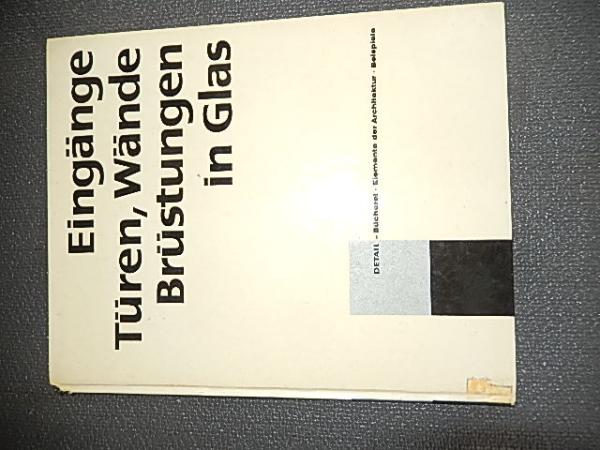 Eingänge
Türen, Wände
Brüstungen
in Glas
DETAIL - Bücherei · Elemente der Architektur · Beispiele